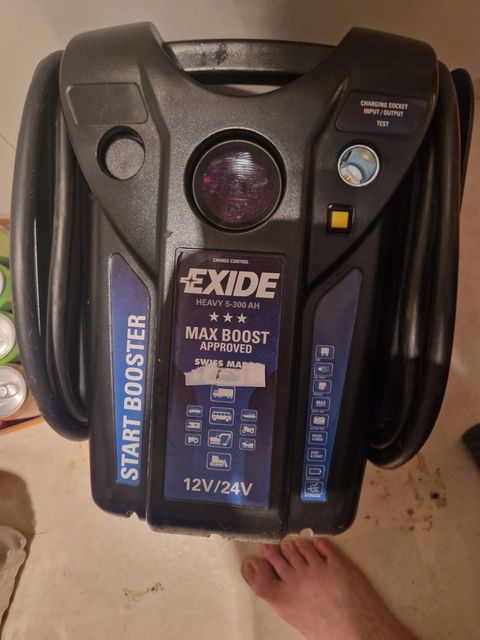 CHARGING SOCKET
INPUT / OUTPUT
TEST
CHARGE CONTROL
EXIDE
HEAVY 5-300 AH
MAX BOOST
APPROVED
SWISS MADE
START BOOSTER
12V/24V
MAX